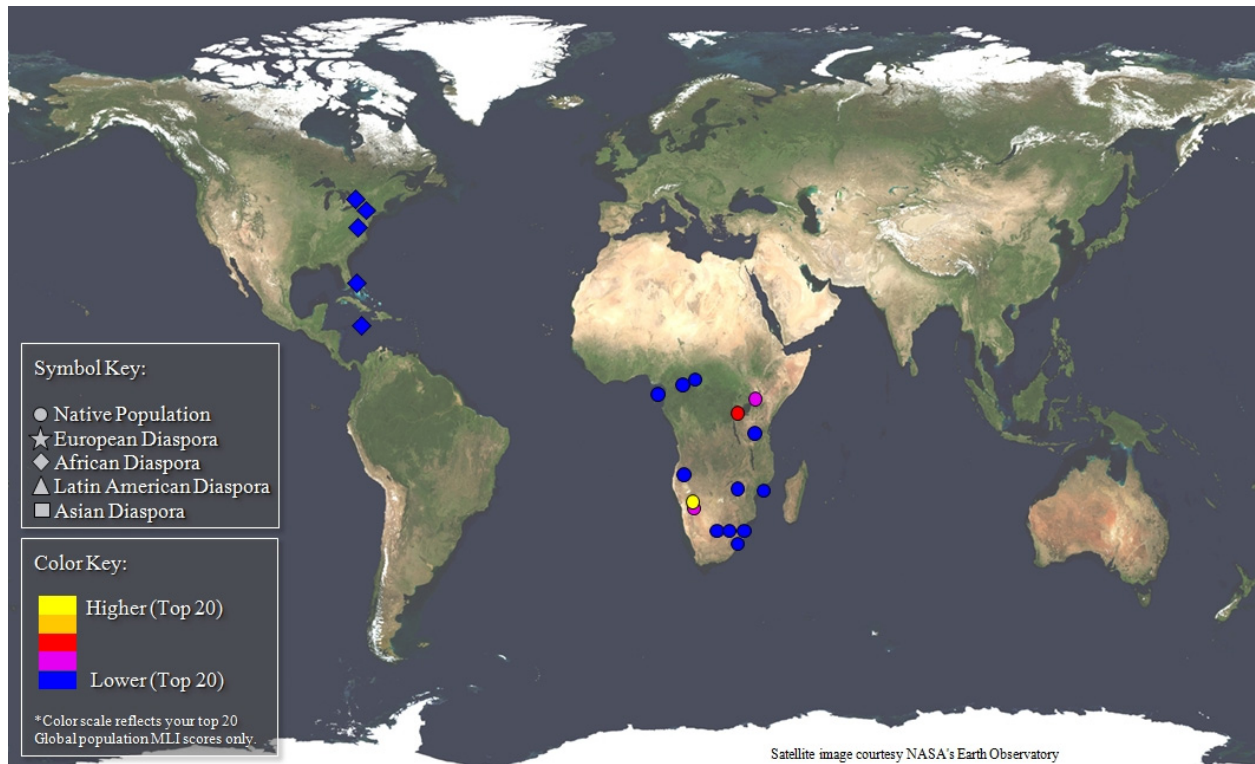 Symbol Key:
Native Population
European Diaspora
African Diaspora
Latin American Diaspora
Asian Diaspora
Color Key:
Higher (Top 20)
Lower (Top 20)
*Color scale reflects your top 20
Global population MLI scores only.
Satellite image courtesy NASA's Earth Observatory